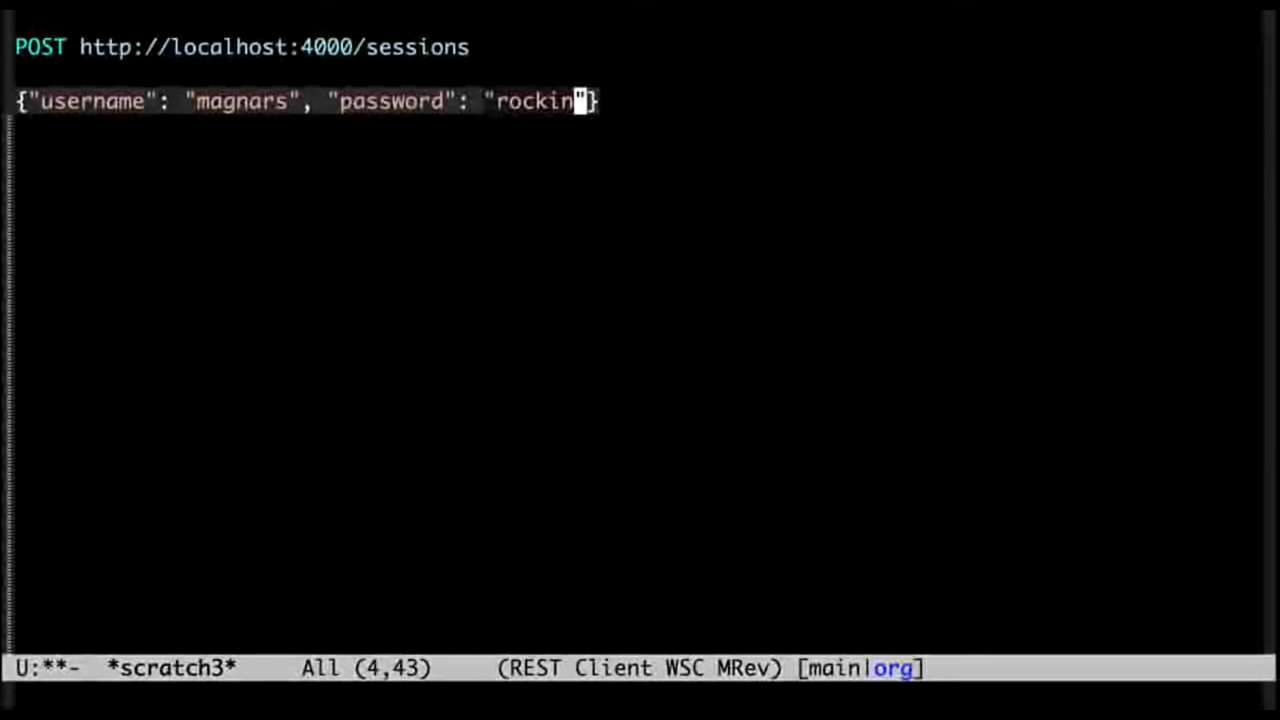 POST http://localhost:4000/sessions
{"username": "magnars", "password": "rockin"}
U:**-  *scratch3*     All (4,43)     (REST Client WSC MRev) [main|org]